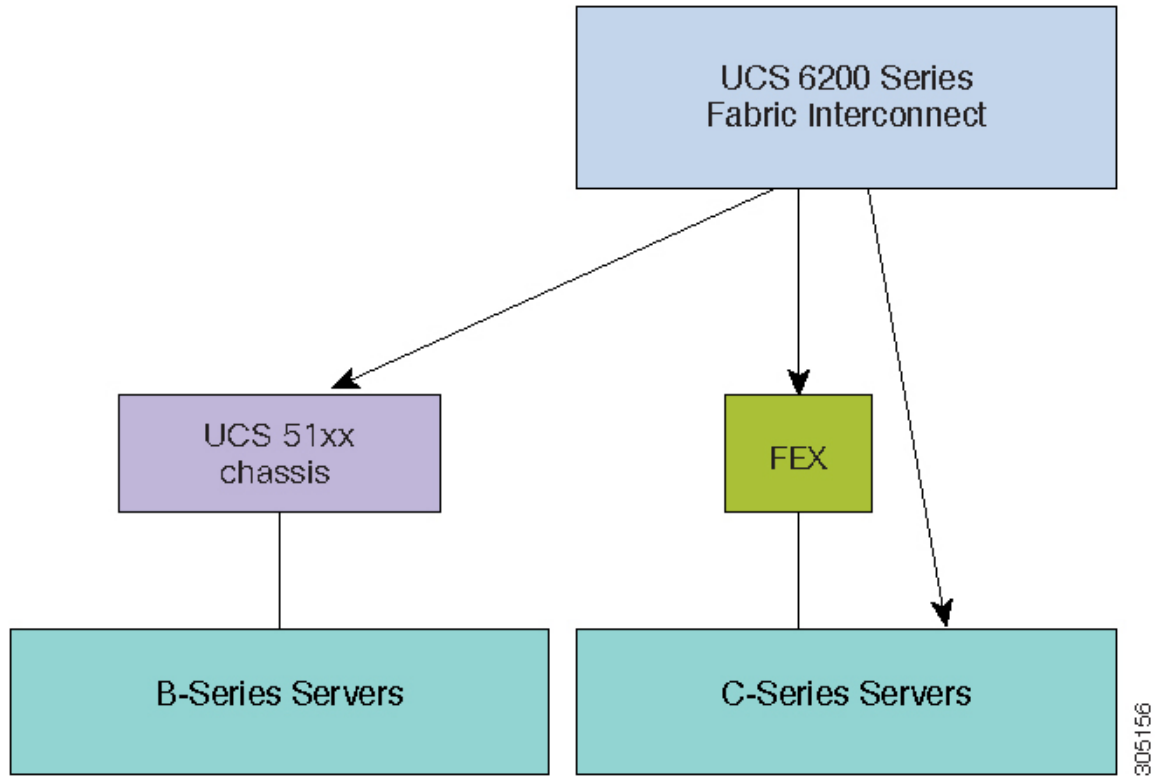 UCS 6200 Series
Fabric Interconnect
UCS 51xx
chassis
FEX
B-Series Servers
C-Series Servers
305156